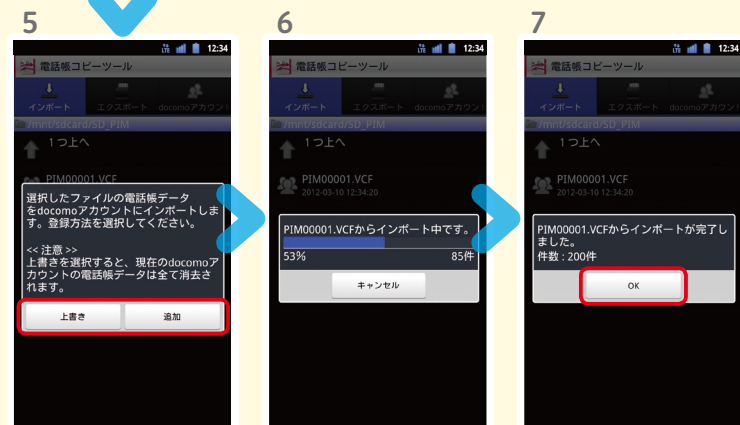 5
LTE 12:34
電話帳コピーツール
インポート エクスポート docomoアカウント
/mnt/sdcard/SD_PIM
1つ上へ
PIM00001.VCF
選択したファイルの電話帳データ
をdocomoアカウントにインポートしま
す。登録方法を選択してください。
<< 注意 >>
上書きを選択すると、現在のdocomoア
カウントの電話帳データは全て消去さ
れます。
上書き 追加
6
LTE 12:34
電話帳コピーツール
インポート エクスポート docomoアカウント
/mnt/sdcard/SD_PIM
1つ上へ
PIM00001.VCF
2012-03-10 12:34:20
PIM00001.VCFからインポート中です。
53% 85件
キャンセル
7
LTE 12:34
電話帳コピーツール
インポート エクスポート docomoアカウント
/mnt/sdcard/SD_PIM
1つ上へ
PIM00001.VCF
2012-03-10 12:34:20
PIM00001.VCFからインポートが完了し
ました。
件数 : 200件
OK